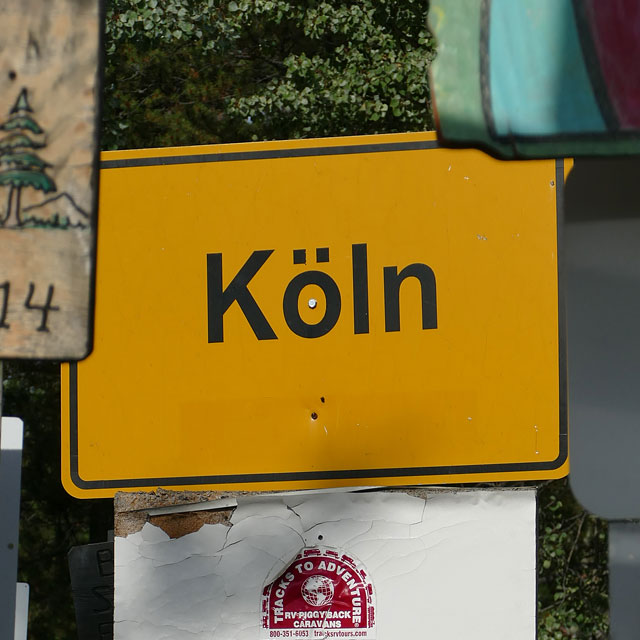 Köln
14
TRACKS TO ADVENTURE
RV PIGGYBACK
CARAVANS
800-351-6053 tracksrvtours.com